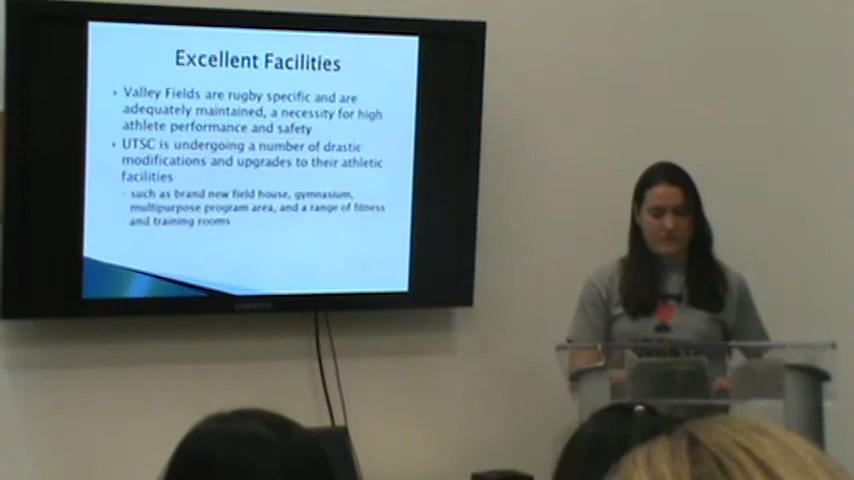 Excellent Facilities
Valley Fields are rugby specific and are
adequately maintained, a necessity for high
athlete performance and safety
UTSC is undergoing a number of drastic
modifications and upgrades to their athletic
facilities
such as brand new field house, gymnasium,
multipurpose program area, and a range of fitness
and training rooms